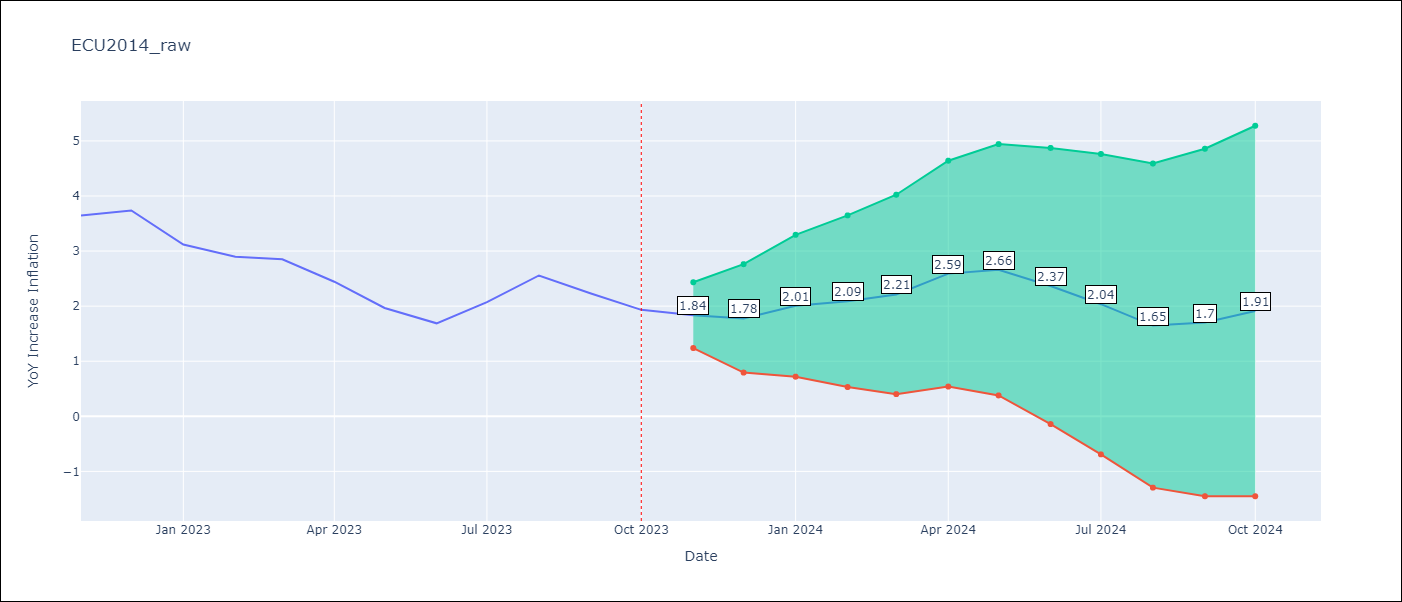 ECU2014_raw
YoY Increase Inflation
5
4
3
2
1
0
−1
1.84
1.78
2.01
2.09
2.21
2.59
2.66
2.37
2.04
1.65
1.7
1.91
Jan 2023
Apr 2023
Jul 2023
Oct 2023
Jan 2024
Apr 2024
Jul 2024
Oct 2024
Date